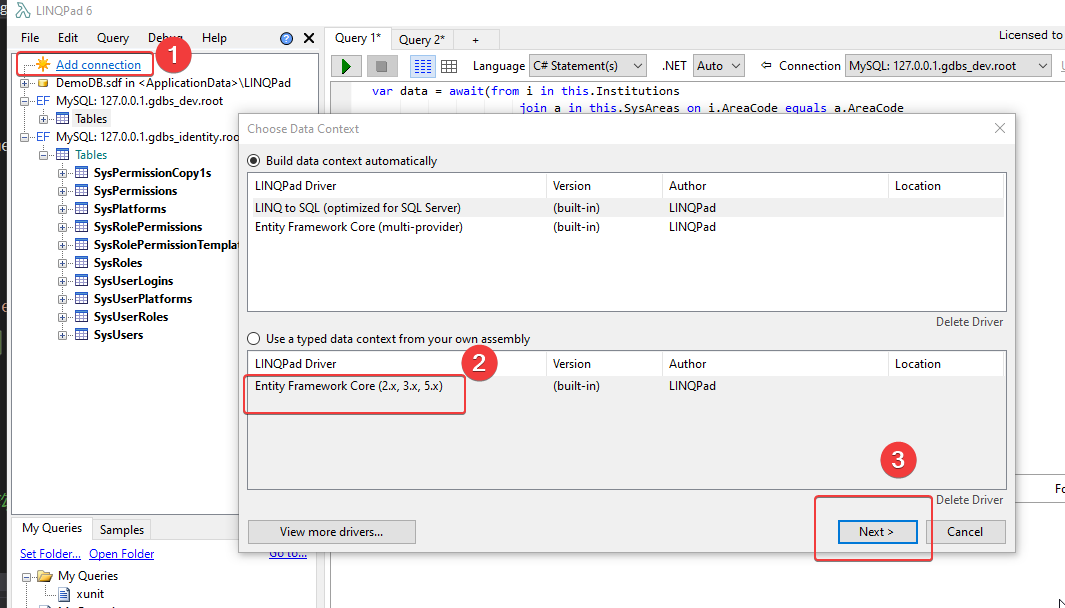 LINQPad 6
File Edit Query Debug Help
1
Add connection
DemoDB.sdf in <ApplicationData>\LINQPad
EF MySQL: 127.0.0.1.gdbs_dev.root
Tables
EF MySQL: 127.0.0.1.gdbs_identity.roo
Tables
SysPermissionCopy1s
SysPermissions
SysPlatforms
SysRolePermissions
SysRolePermissionTemplat
SysRoles
SysUserLogins
SysUserPlatforms
SysUserRoles
SysUsers
My Queries Samples
Set Folder... Open Folder Go to...
My Queries
xunit
Licensed to
Query 1* Query 2* +
Language C# Statement(s) .NET Auto Connection MySQL: 127.0.0.1.gdbs_dev.root
var data = await(from i in this.Institutions
join a in this.SysAreas on i.AreaCode equals a.AreaCode
Choose Data Context
Build data context automatically
LINQPad Driver Version Author Location
LINQ to SQL (optimized for SQL Server) (built-in) LINQPad
Entity Framework Core (multi-provider) (built-in) LINQPad
Delete Driver
Use a typed data context from your own assembly
2
LINQPad Driver Version Author Location
Entity Framework Core (2.x, 3.x, 5.x) (built-in) LINQPad
3
Delete Driver
View more drivers... Next > Cancel
Fo